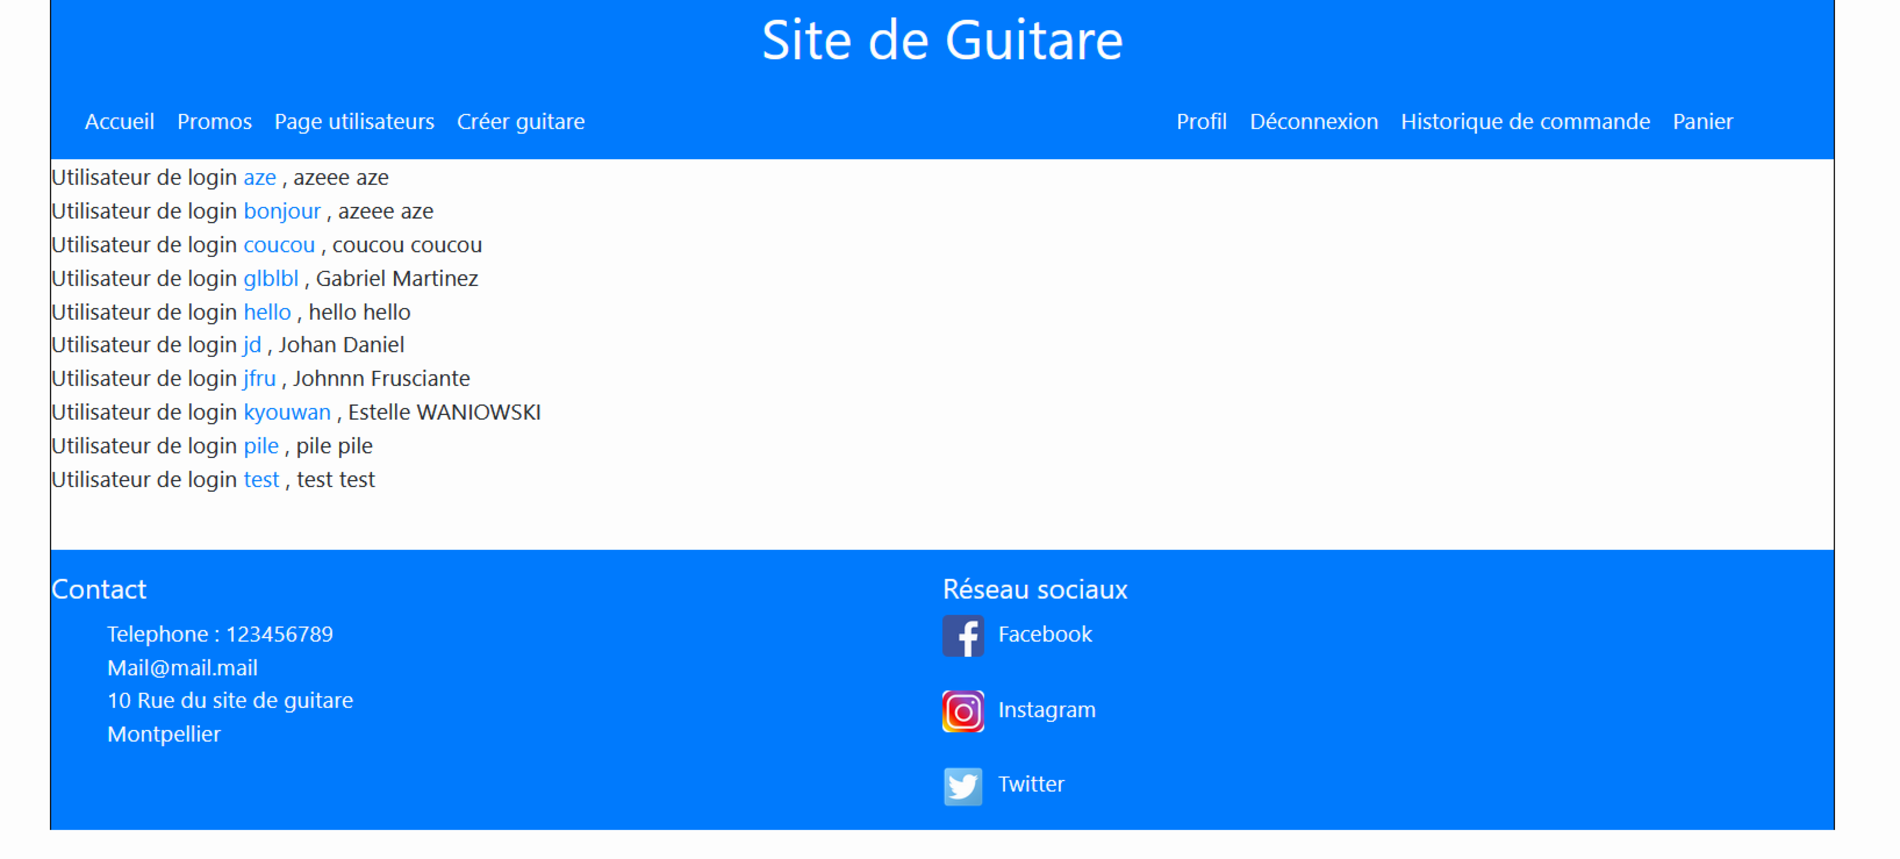 Site de Guitare
Accueil Promos Page utilisateurs Créer guitare Profil Déconnexion Historique de commande Panier
Utilisateur de login aze , azeee aze
Utilisateur de login bonjour , azeee aze
Utilisateur de login coucou , coucou coucou
Utilisateur de login glblbl , Gabriel Martinez
Utilisateur de login hello , hello hello
Utilisateur de login jd , Johan Daniel
Utilisateur de login jfru , Johnnn Frusciante
Utilisateur de login kyouwan , Estelle WANIOWSKI
Utilisateur de login pile , pile pile
Utilisateur de login test , test test
Contact
Telephone : 123456789
Mail@mail.mail
10 Rue du site de guitare
Montpellier
Réseau sociaux
Facebook
Instagram
Twitter